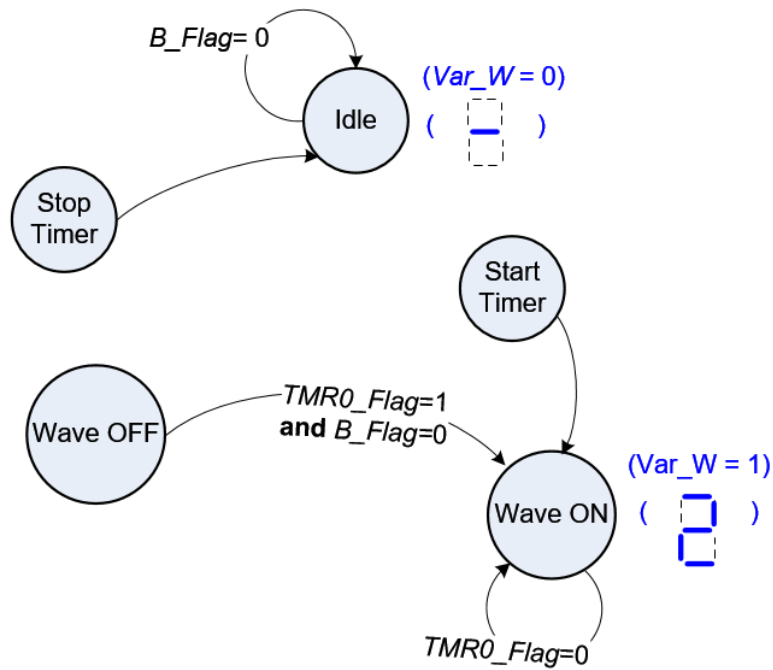 B_Flag= 0
(Var_W = 0)
Idle
( )
Stop
Timer
Start
Timer
TMR0_Flag=1
and B_Flag=0
Wave OFF
(Var_W = 1)
Wave ON
( 2 )
TMR0_Flag=0